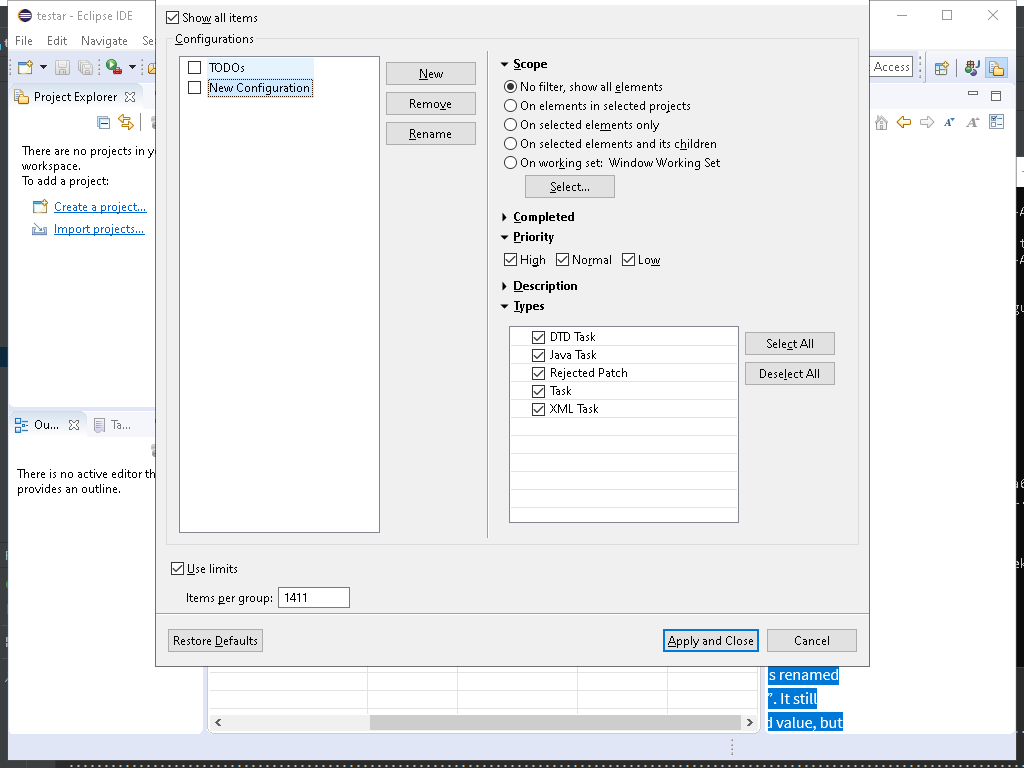 testar - Eclipse IDE
File Edit Navigate Se
Project Explorer
There are no projects in y
workspace.
To add a project:
Create a project...
Import projects...
Ou... Ta...
There is no active editor th
provides an outline.
Show all items
Configurations
TODOs
New Configuration
New
Remove
Rename
Scope
No filter, show all elements
On elements in selected projects
On selected elements only
On selected elements and its children
On working set: Window Working Set
Select...
Completed
Priority
High Normal Low
Description
Types
DTD Task
Java Task
Rejected Patch
Task
XML Task
Select All
Deselect All
Use limits
Items per group: 1411
Restore Defaults
Apply and Close
Cancel
Access
s renamed
”. It still
d value, but